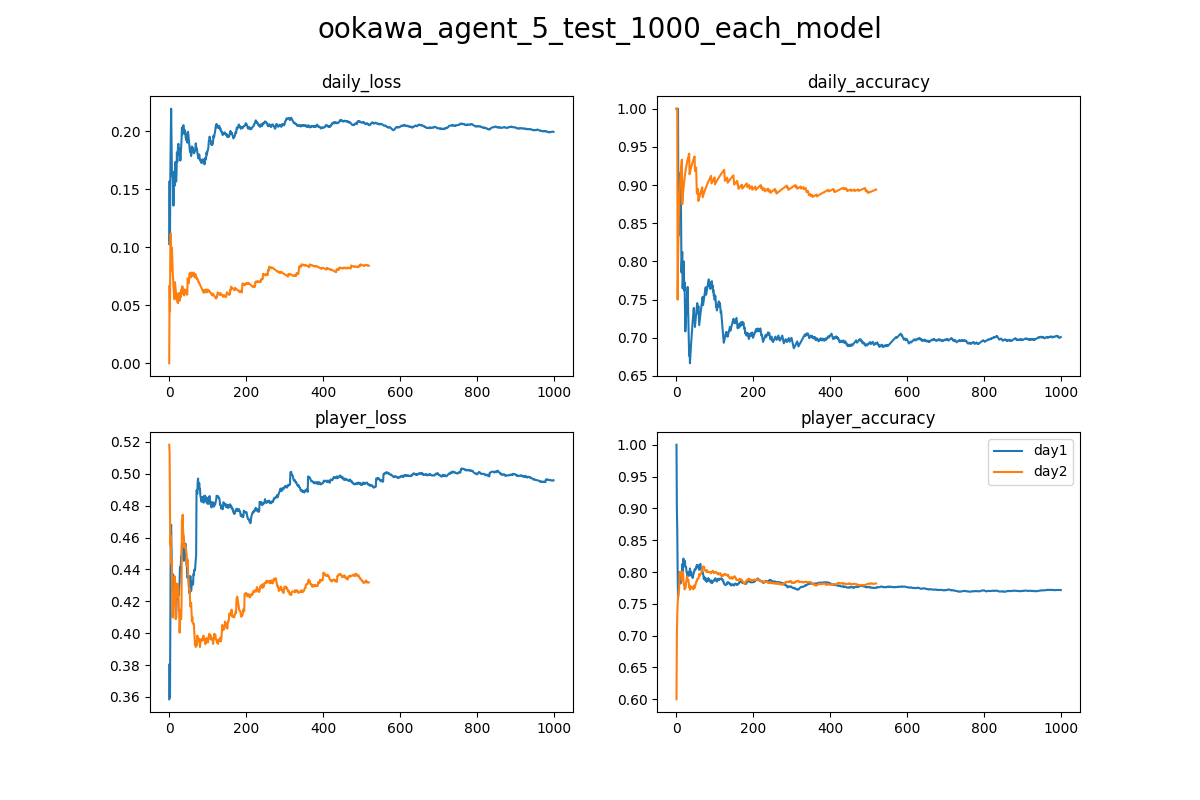 ookawa_agent_5_test_1000_each_model
daily_loss
0.20
0.15
0.10
0.05
0.00
0 200 400 600 800 1000
daily_accuracy
1.00
0.95
0.90
0.85
0.80
0.75
0.70
0.65
0 200 400 600 800 1000
player_loss
0.52
0.50
0.48
0.46
0.44
0.42
0.40
0.38
0.36
0 200 400 600 800 1000
player_accuracy
1.00
0.95
0.90
0.85
0.80
0.75
0.70
0.65
0.60
0 200 400 600 800 1000
day1
day2